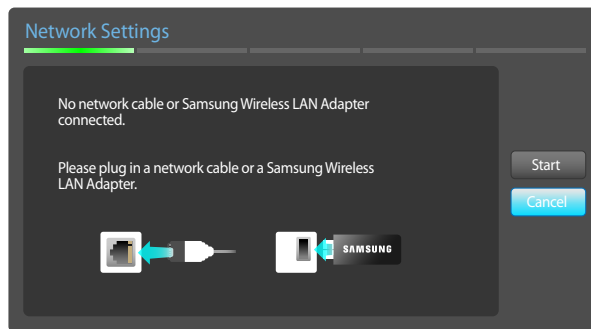 Network Settings
No network cable or Samsung Wireless LAN Adapter
connected.
Please plug in a network cable or a Samsung Wireless
LAN Adapter.
Start
Cancel
SAMSUNG